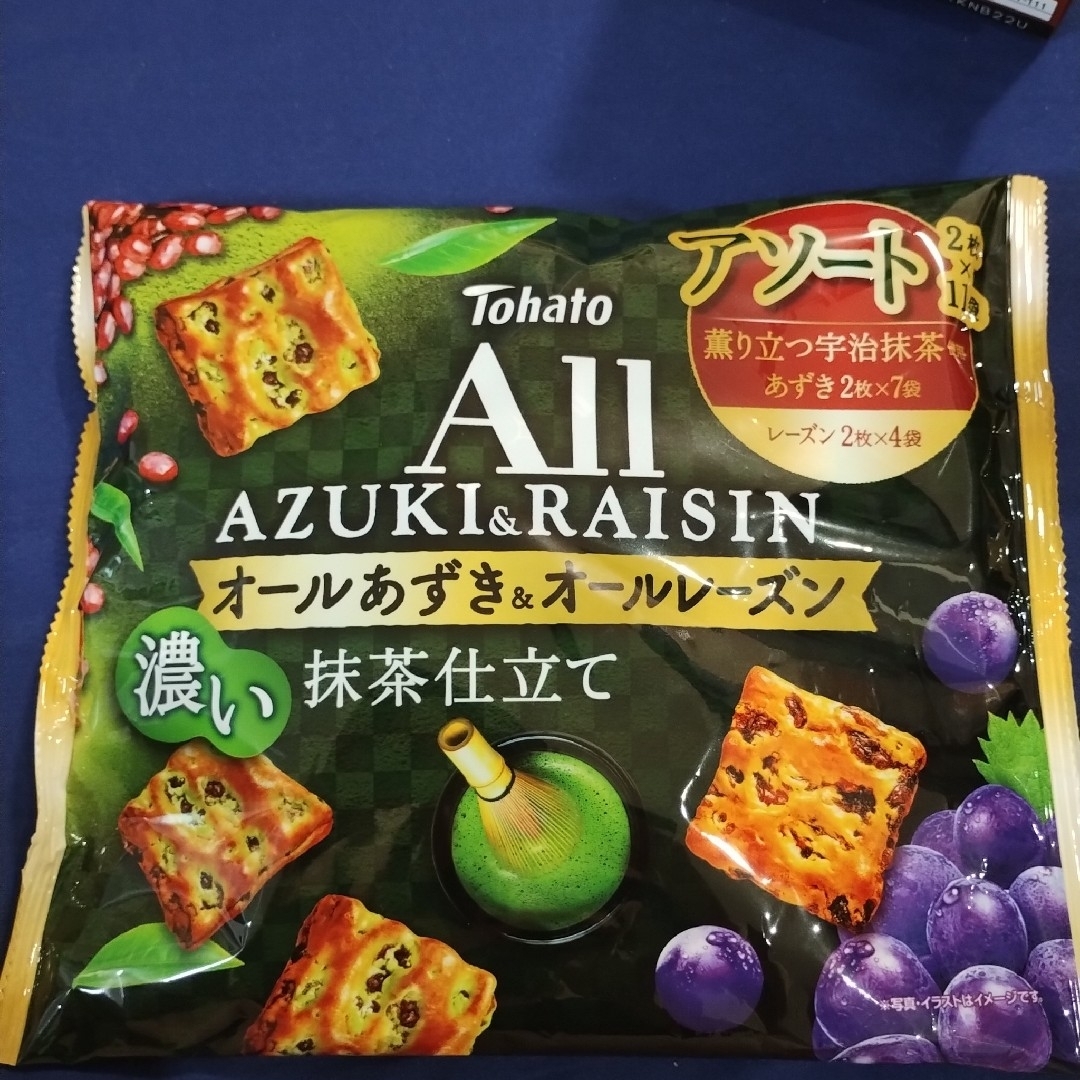 KNB22U
Tohato
All
AZUKI&RAISIN
オールあずき&オールレーズン
濃い 抹茶仕立て
アソート
2枚×11袋
薫り立つ宇治抹茶
あずき2枚×7袋
レーズン2枚×4袋
※写真・イラストはイメージです。